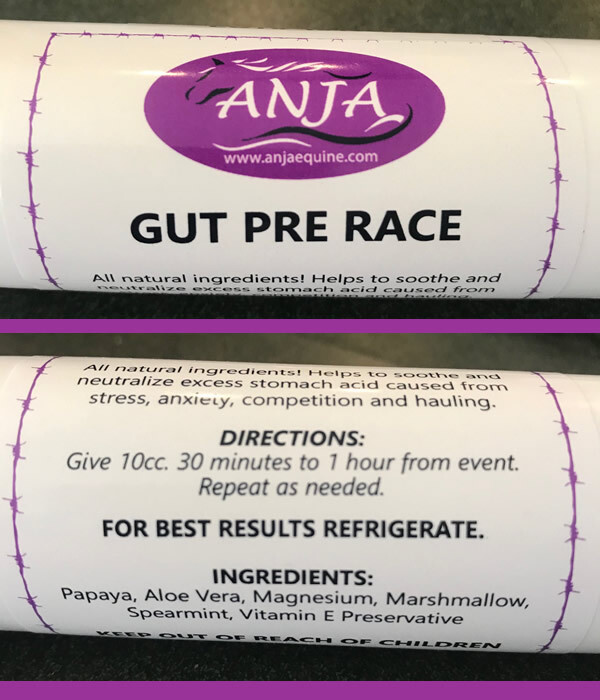 ANJA
www.anjaequine.com
GUT PRE RACE
All natural ingredients! Helps to soothe and
neutralize excess stomach acid caused from
competition and hauling.
All natural ingredients! Helps to soothe and
neutralize excess stomach acid caused from
stress, anxiety, competition and hauling.
DIRECTIONS:
Give 10cc. 30 minutes to 1 hour from event.
Repeat as needed.
FOR BEST RESULTS REFRIGERATE.
INGREDIENTS:
Papaya, Aloe Vera, Magnesium, Marshmallow,
Spearmint, Vitamin E Preservative
KEEP OUT OF REACH OF CHILDREN